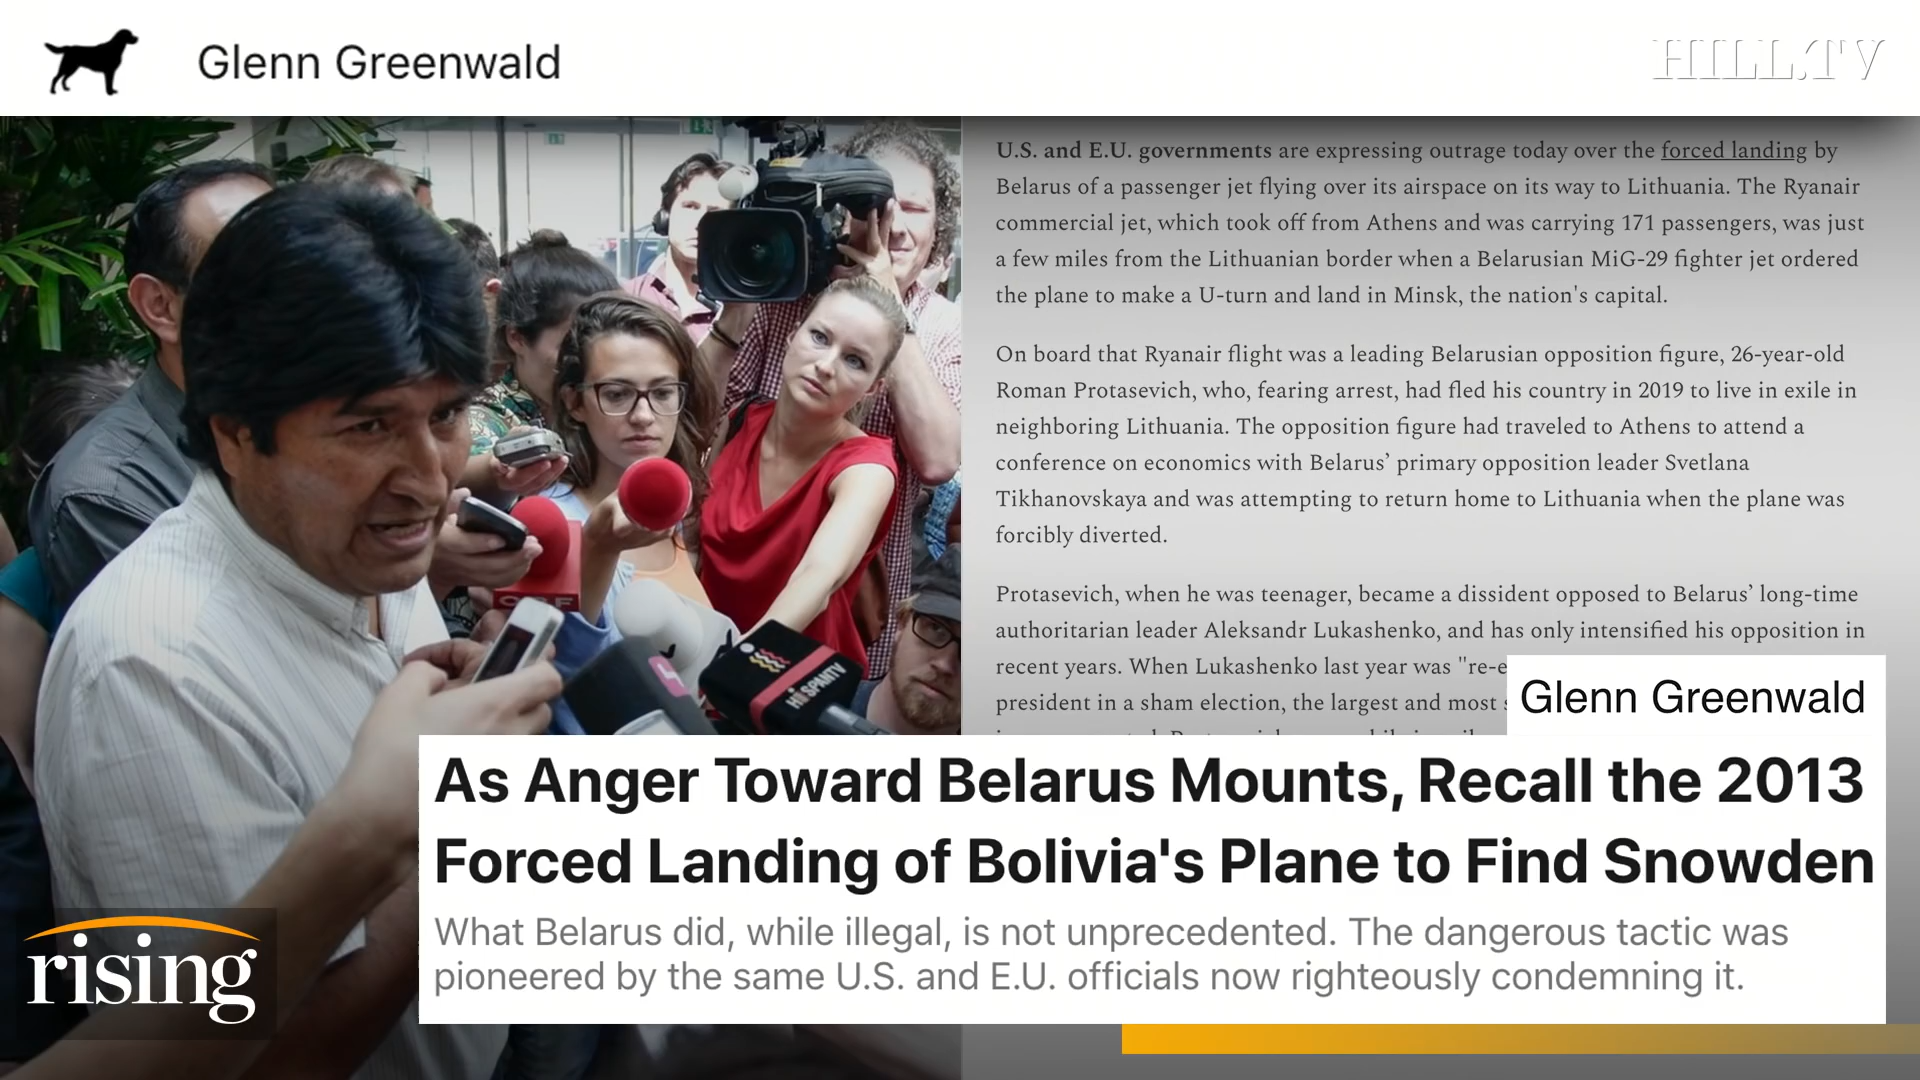 Glenn Greenwald
HILL.TV
U.S. and E.U. governments are expressing outrage today over the forced landing by
Belarus of a passenger jet flying over its airspace on its way to Lithuania. The Ryanair
commercial jet, which took off from Athens and was carrying 171 passengers, was just
a few miles from the Lithuanian border when a Belarusian MiG-29 fighter jet ordered
the plane to make a U-turn and land in Minsk, the nation's capital.
On board that Ryanair flight was a leading Belarusian opposition figure, 26-year-old
Roman Protasevich, who, fearing arrest, had fled his country in 2019 to live in exile in
neighboring Lithuania. The opposition figure had traveled to Athens to attend a
conference on economics with Belarus’ primary opposition leader Svetlana
Tikhanovskaya and was attempting to return home to Lithuania when the plane was
forcibly diverted.
Protasevich, when he was teenager, became a dissident opposed to Belarus’ long-time
authoritarian leader Aleksandr Lukashenko, and has only intensified his opposition in
recent years. When Lukashenko last year was "re-e
president in a sham election, the largest and most
HISPANTV
Glenn Greenwald
As Anger Toward Belarus Mounts, Recall the 2013
Forced Landing of Bolivia's Plane to Find Snowden
What Belarus did, while illegal, is not unprecedented. The dangerous tactic was
pioneered by the same U.S. and E.U. officials now righteously condemning it.
rising